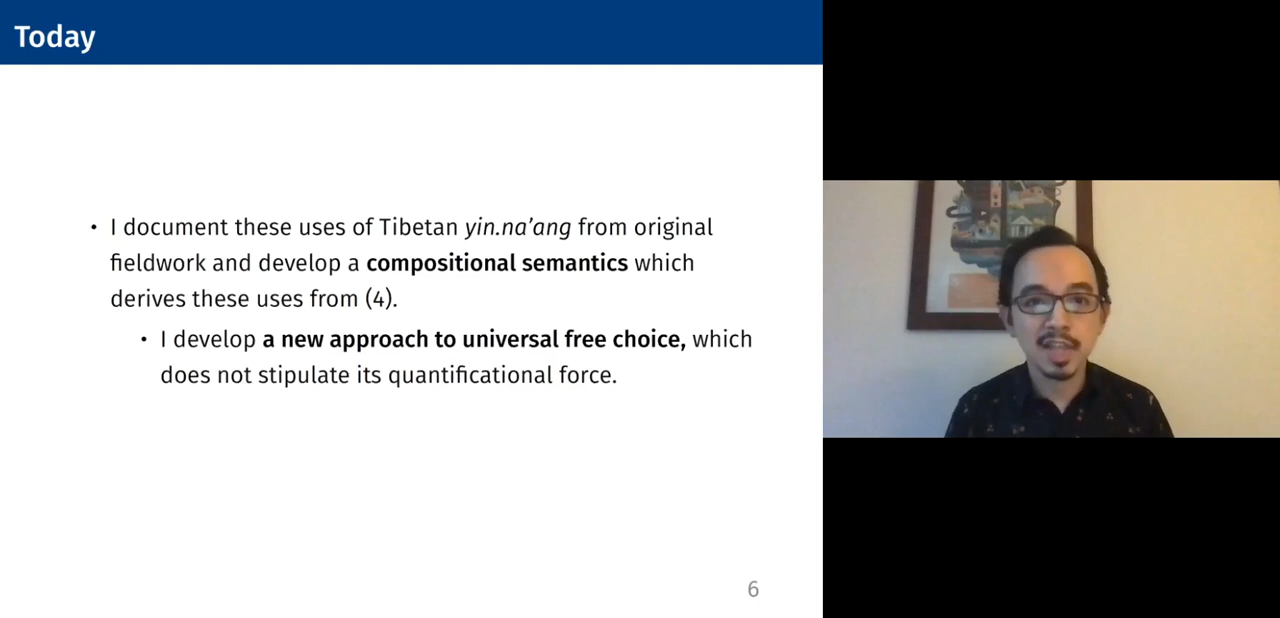 Today
• I document these uses of Tibetan yin.na’ang from original
fieldwork and develop a compositional semantics which
derives these uses from (4).
• I develop a new approach to universal free choice, which
does not stipulate its quantificational force.
6